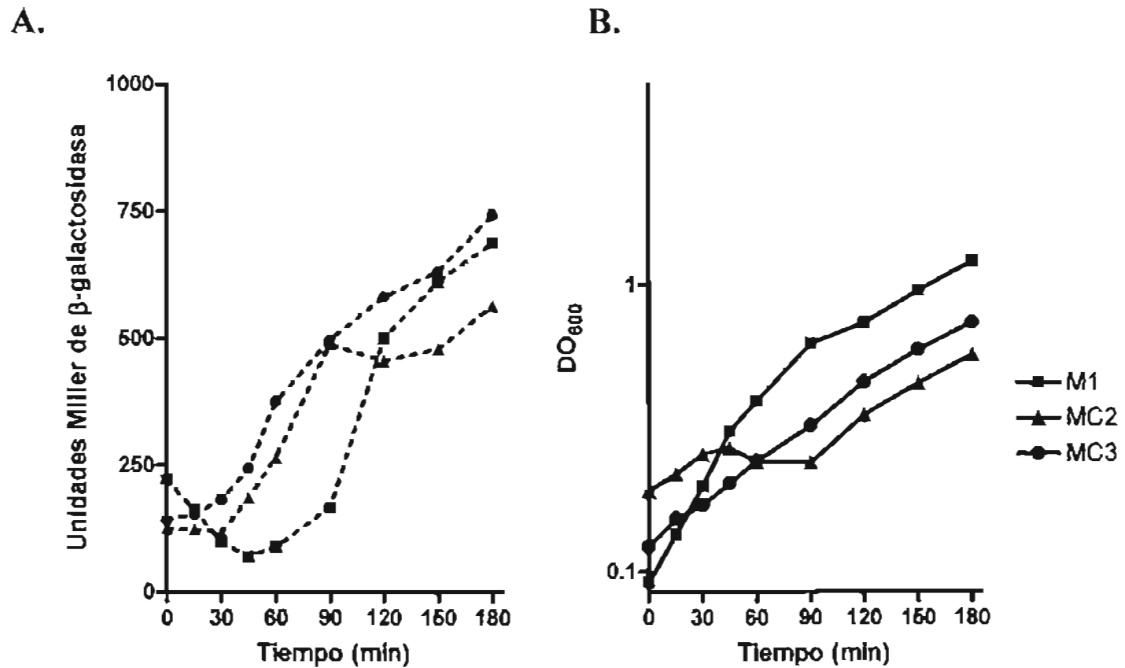 A.
B.
Unidades Miller de β-galactosidasa
1000
750
500
250
0
0 30 60 90 120 150 180
Tiempo (min)
DO600
1
0.1
0 30 60 90 120 150 180
Tiempo (min)
M1
MC2
MC3